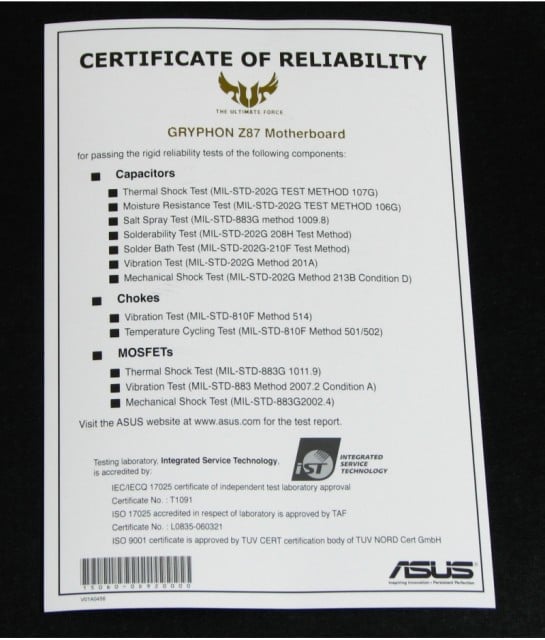 CERTIFICATE OF RELIABILITY
THE ULTIMATE FORCE
GRYPHON Z87 Motherboard
for passing the rigid reliability tests of the following components:
Capacitors
Thermal Shock Test (MIL-STD-202G TEST METHOD 107G)
Moisture Resistance Test (MIL-STD-202G TEST METHOD 106G)
Salt Spray Test (MIL-STD-883G method 1009.8)
Solderability Test (MIL-STD-202G 208H Test Method)
Solder Bath Test (MIL-STD-202G-210F Test Method)
Vibration Test (MIL-STD-202G Method 201A)
Mechanical Shock Test (MIL-STD-202G Method 213B Condition D)
Chokes
Vibration Test (MIL-STD-810F Method 514)
Temperature Cycling Test (MIL-STD-810F Method 501/502)
MOSFETs
Thermal Shock Test (MIL-STD-883G 1011.9)
Vibration Test (MIL-STD-883 Method 2007.2 Condition A)
Mechanical Shock Test (MIL-STD-883G2002.4)
Visit the ASUS website at www.asus.com for the test report.
Testing laboratory, Integrated Service Technology,
is accredited by:
iST
INTEGRATED
SERVICE
TECHNOLOGY
IEC/IECQ 17025 certificate of independent test laboratory approval
Certificate No. : T1091
ISO 17025 accredited in respect of laboratory is approved by TAF
Certificate No. : L0835-060321
ISO 9001 certificate is approved by TUV CERT certification body of TUV NORD Cert GmbH
15060-00920000
V01A0456
ASUS
Inspiring Innovation • Persistent Perfection